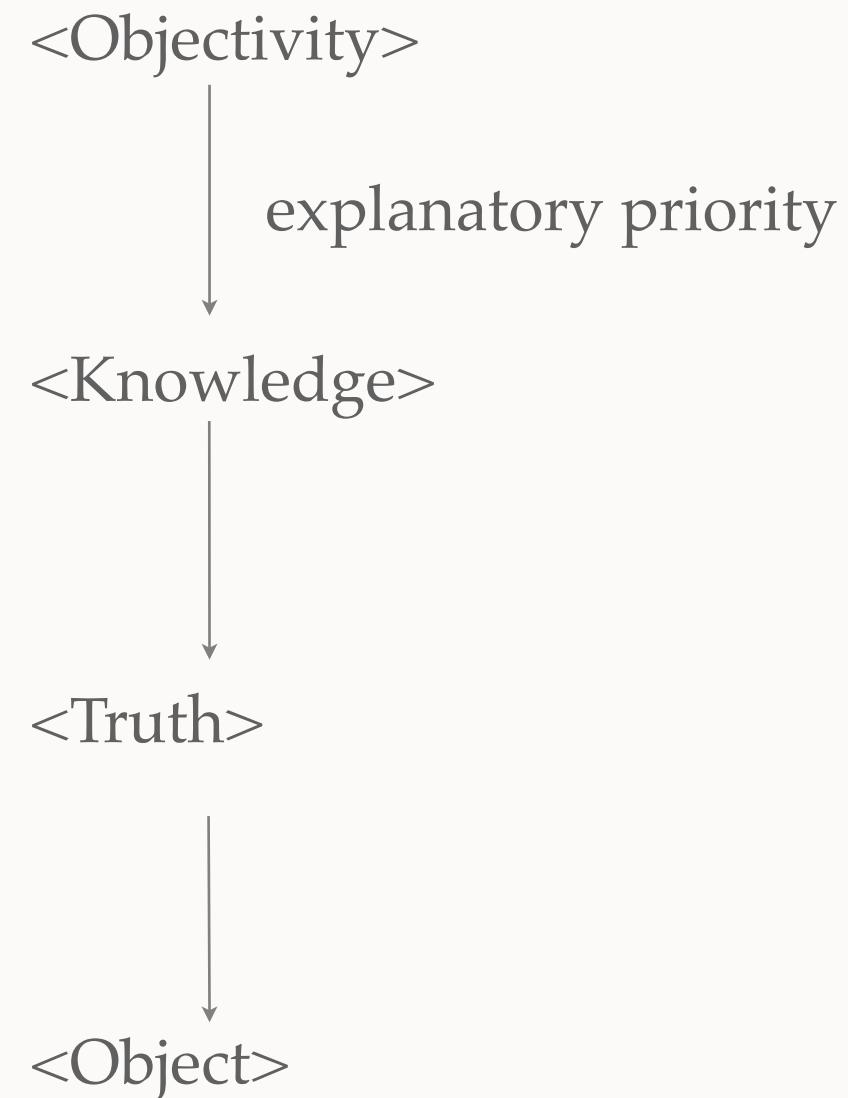 <Objectivity>
explanatory priority
<Knowledge>
<Truth>
<Object>